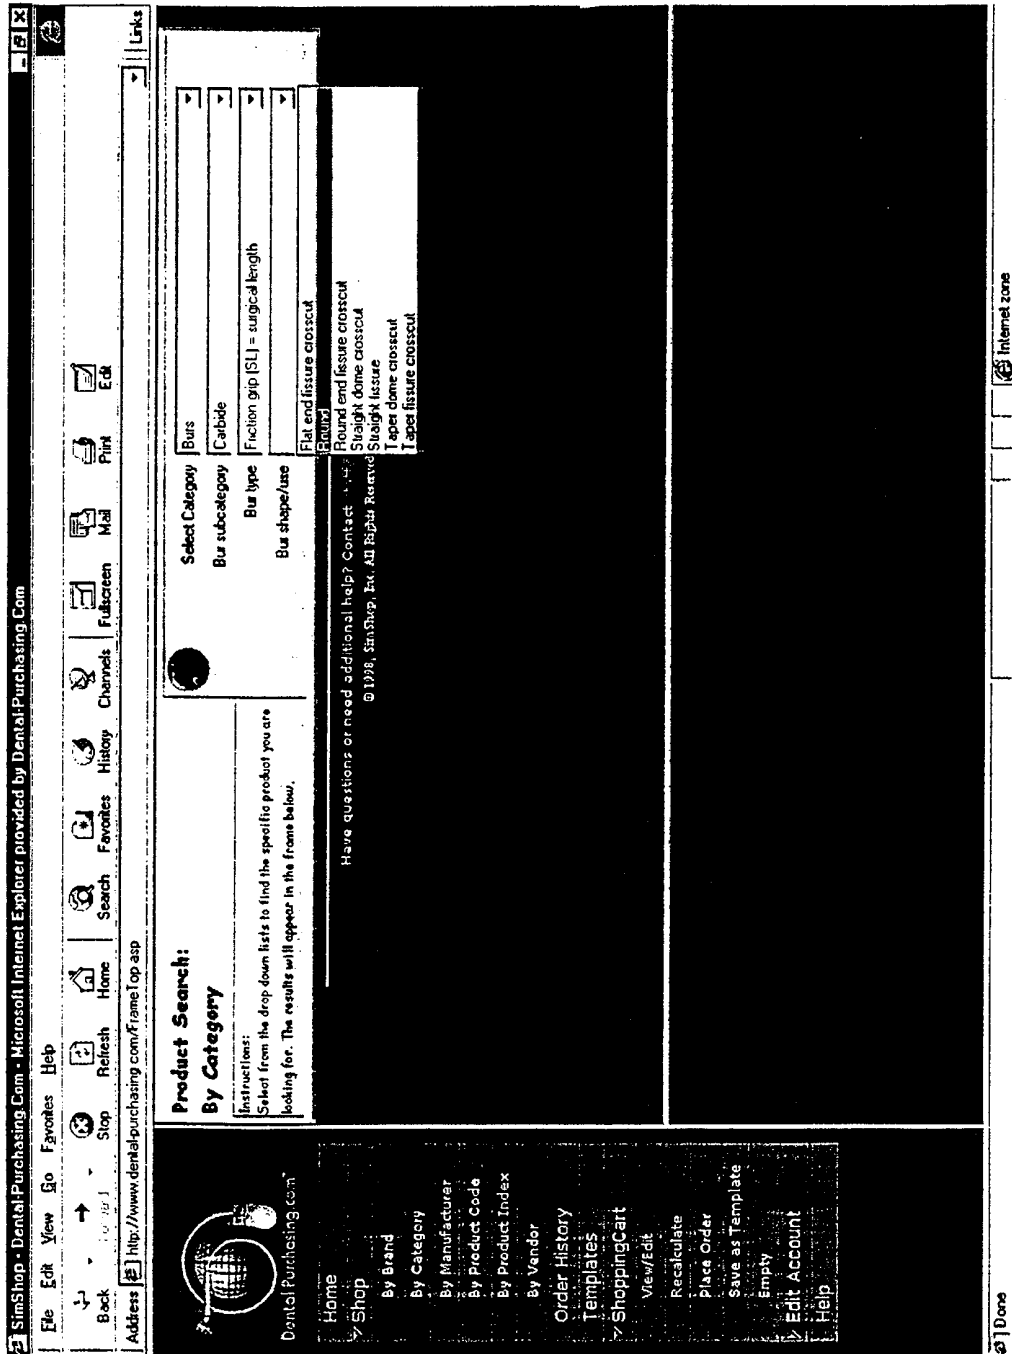 SimShop - Dental-Purchasing.Com - Microsoft Internet Explorer provided by Dental-Purchasing.Com
File Edit View Go Favorites Help
Back Stop Refresh Home Search Favorites History Channels Fullscreen Mail Print Edit
Address http://www.dental-purchasing.com/FrameTop.asp Links
Dental Purchasing.com™
Home
Shop
By Brand
By Category
By Manufacturer
By Product Code
By Product Index
By Vendor
Order History
Templates
ShoppingCart
View/Edit
Recalculate
Place Order
Save as Template
Empty
Edit Account
Help
Product Search:
By Category
Instructions:
Select from the drop down lists to find the specific product you are
looking for. The results will appear in the frame below.
Select Category Burs
Bur subcategory Carbide
Bur type Friction grip (SL) = surgical length
Bur shape/use
Flat end fissure crosscut
Round
Round end fissure crosscut
Straight dome crosscut
Straight fissure
Taper dome crosscut
Taper fissure crosscut
Have questions or need additional help? Contact
© 1998, SimShop, Inc. All Rights Reserved
Done Internet zone